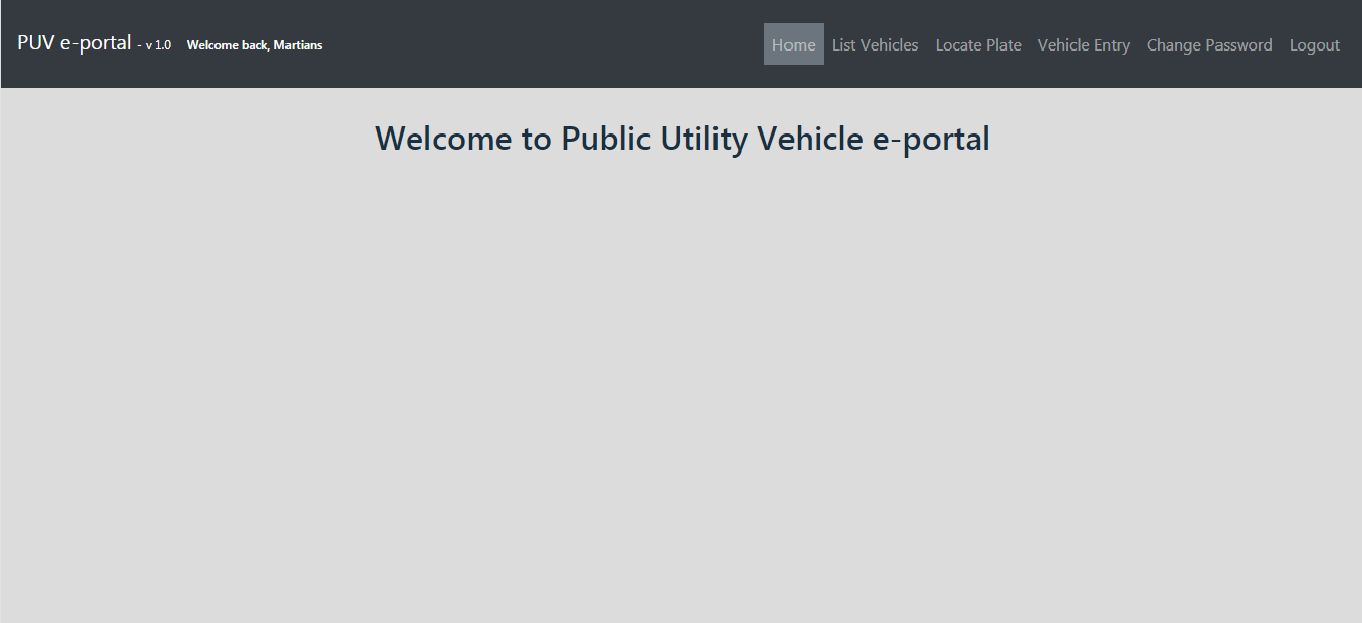 PUV e-portal - v 1.0 Welcome back, Martians Home List Vehicles Locate Plate Vehicle Entry Change Password Logout
Welcome to Public Utility Vehicle e-portal